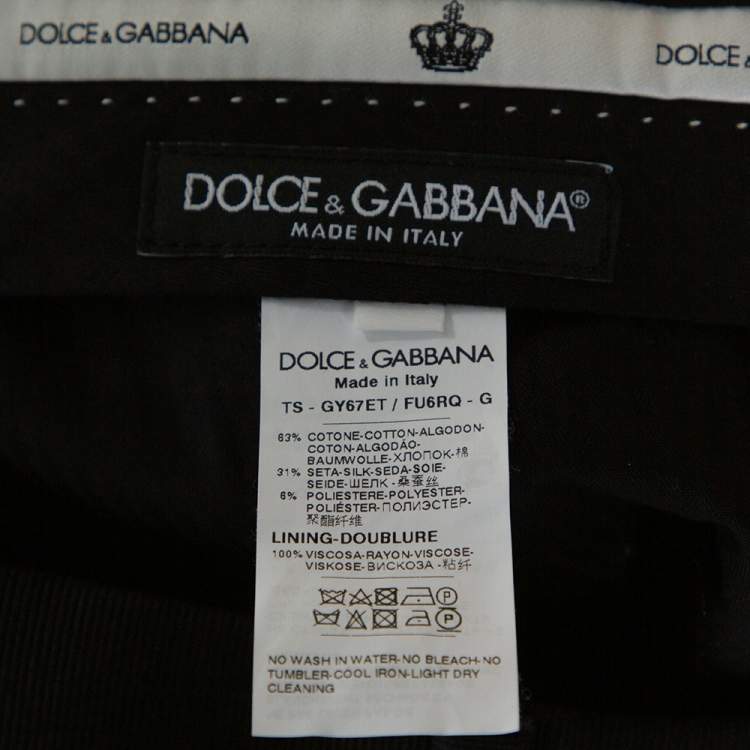 DOLCE & GABBANA DOLCE &
DOLCE & GABBANA®
MADE IN ITALY
DOLCE & GABBANA
Made in Italy
TS - GY67ET / FU6RQ - G
63% COTONE-COTTON-ALGODON-
COTON-ALGODÃO-
BAUMWOLLE-ХЛОПОК-棉
31% SETA-SILK-SEDA-SOIE-
SEIDE-ШЕЛК-桑蚕丝
6% POLIESTERE-POLYESTER-
POLIÉSTER-ПОЛИЭСТЕР-
聚酯纤维
LINING-DOUBLURE
100% VISCOSA-RAYON-VISCOSE-
VISKOSE-ВИСКОЗА-粘纤
P
P
NO WASH IN WATER-NO BLEACH-NO
TUMBLER-COOL IRON-LIGHT DRY
CLEANING